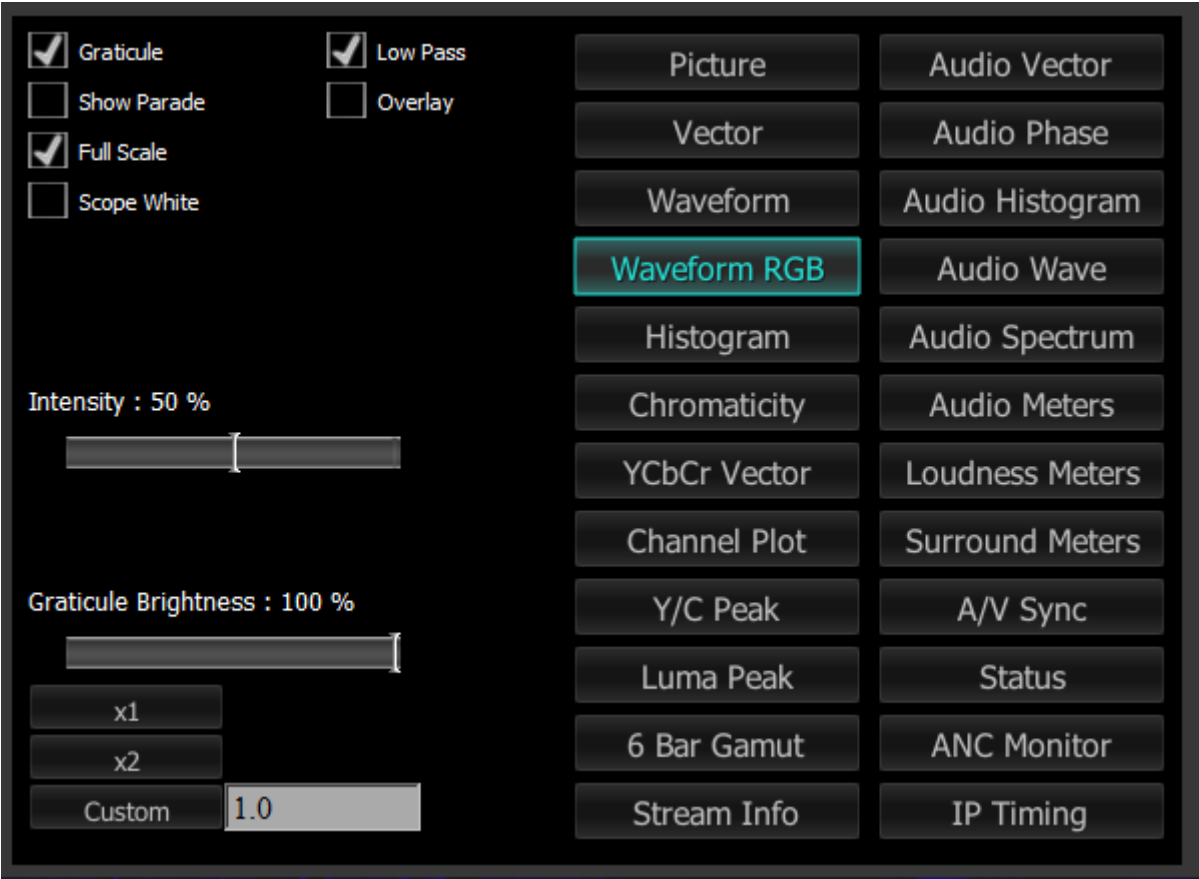 Graticule
Low Pass
Show Parade
Overlay
Full Scale
Scope White
Intensity : 50 %
Graticule Brightness : 100 %
x1
x2
Custom
1.0
Picture
Audio Vector
Vector
Audio Phase
Waveform
Audio Histogram
Waveform RGB
Audio Wave
Histogram
Audio Spectrum
Chromaticity
Audio Meters
YCbCr Vector
Loudness Meters
Channel Plot
Surround Meters
Y/C Peak
A/V Sync
Luma Peak
Status
6 Bar Gamut
ANC Monitor
Stream Info
IP Timing